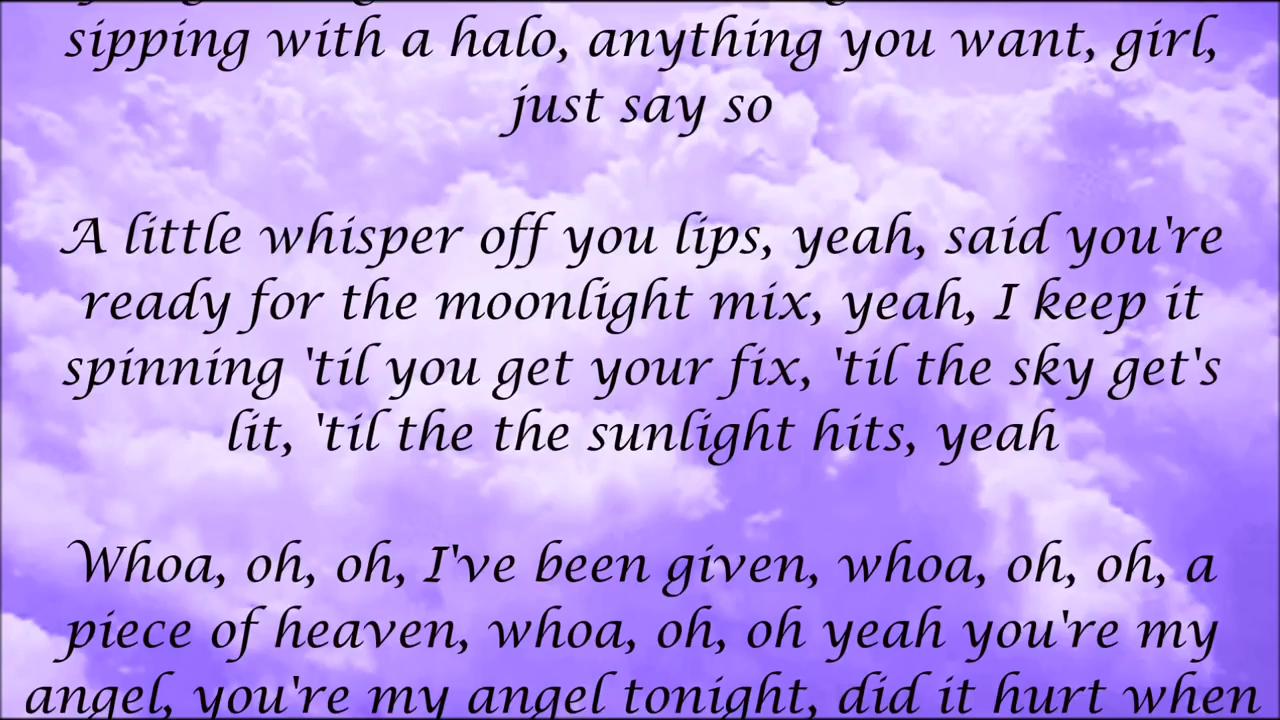 sipping with a halo, anything you want, girl,
just say so
A little whisper off you lips, yeah, said you're
ready for the moonlight mix, yeah, I keep it
spinning 'til you get your fix, 'til the sky get's
lit, 'til the the sunlight hits, yeah
Whoa, oh, oh, I've been given, whoa, oh, oh, a
piece of heaven, whoa, oh, oh yeah you're my
angel, you're my angel tonight, did it hurt when